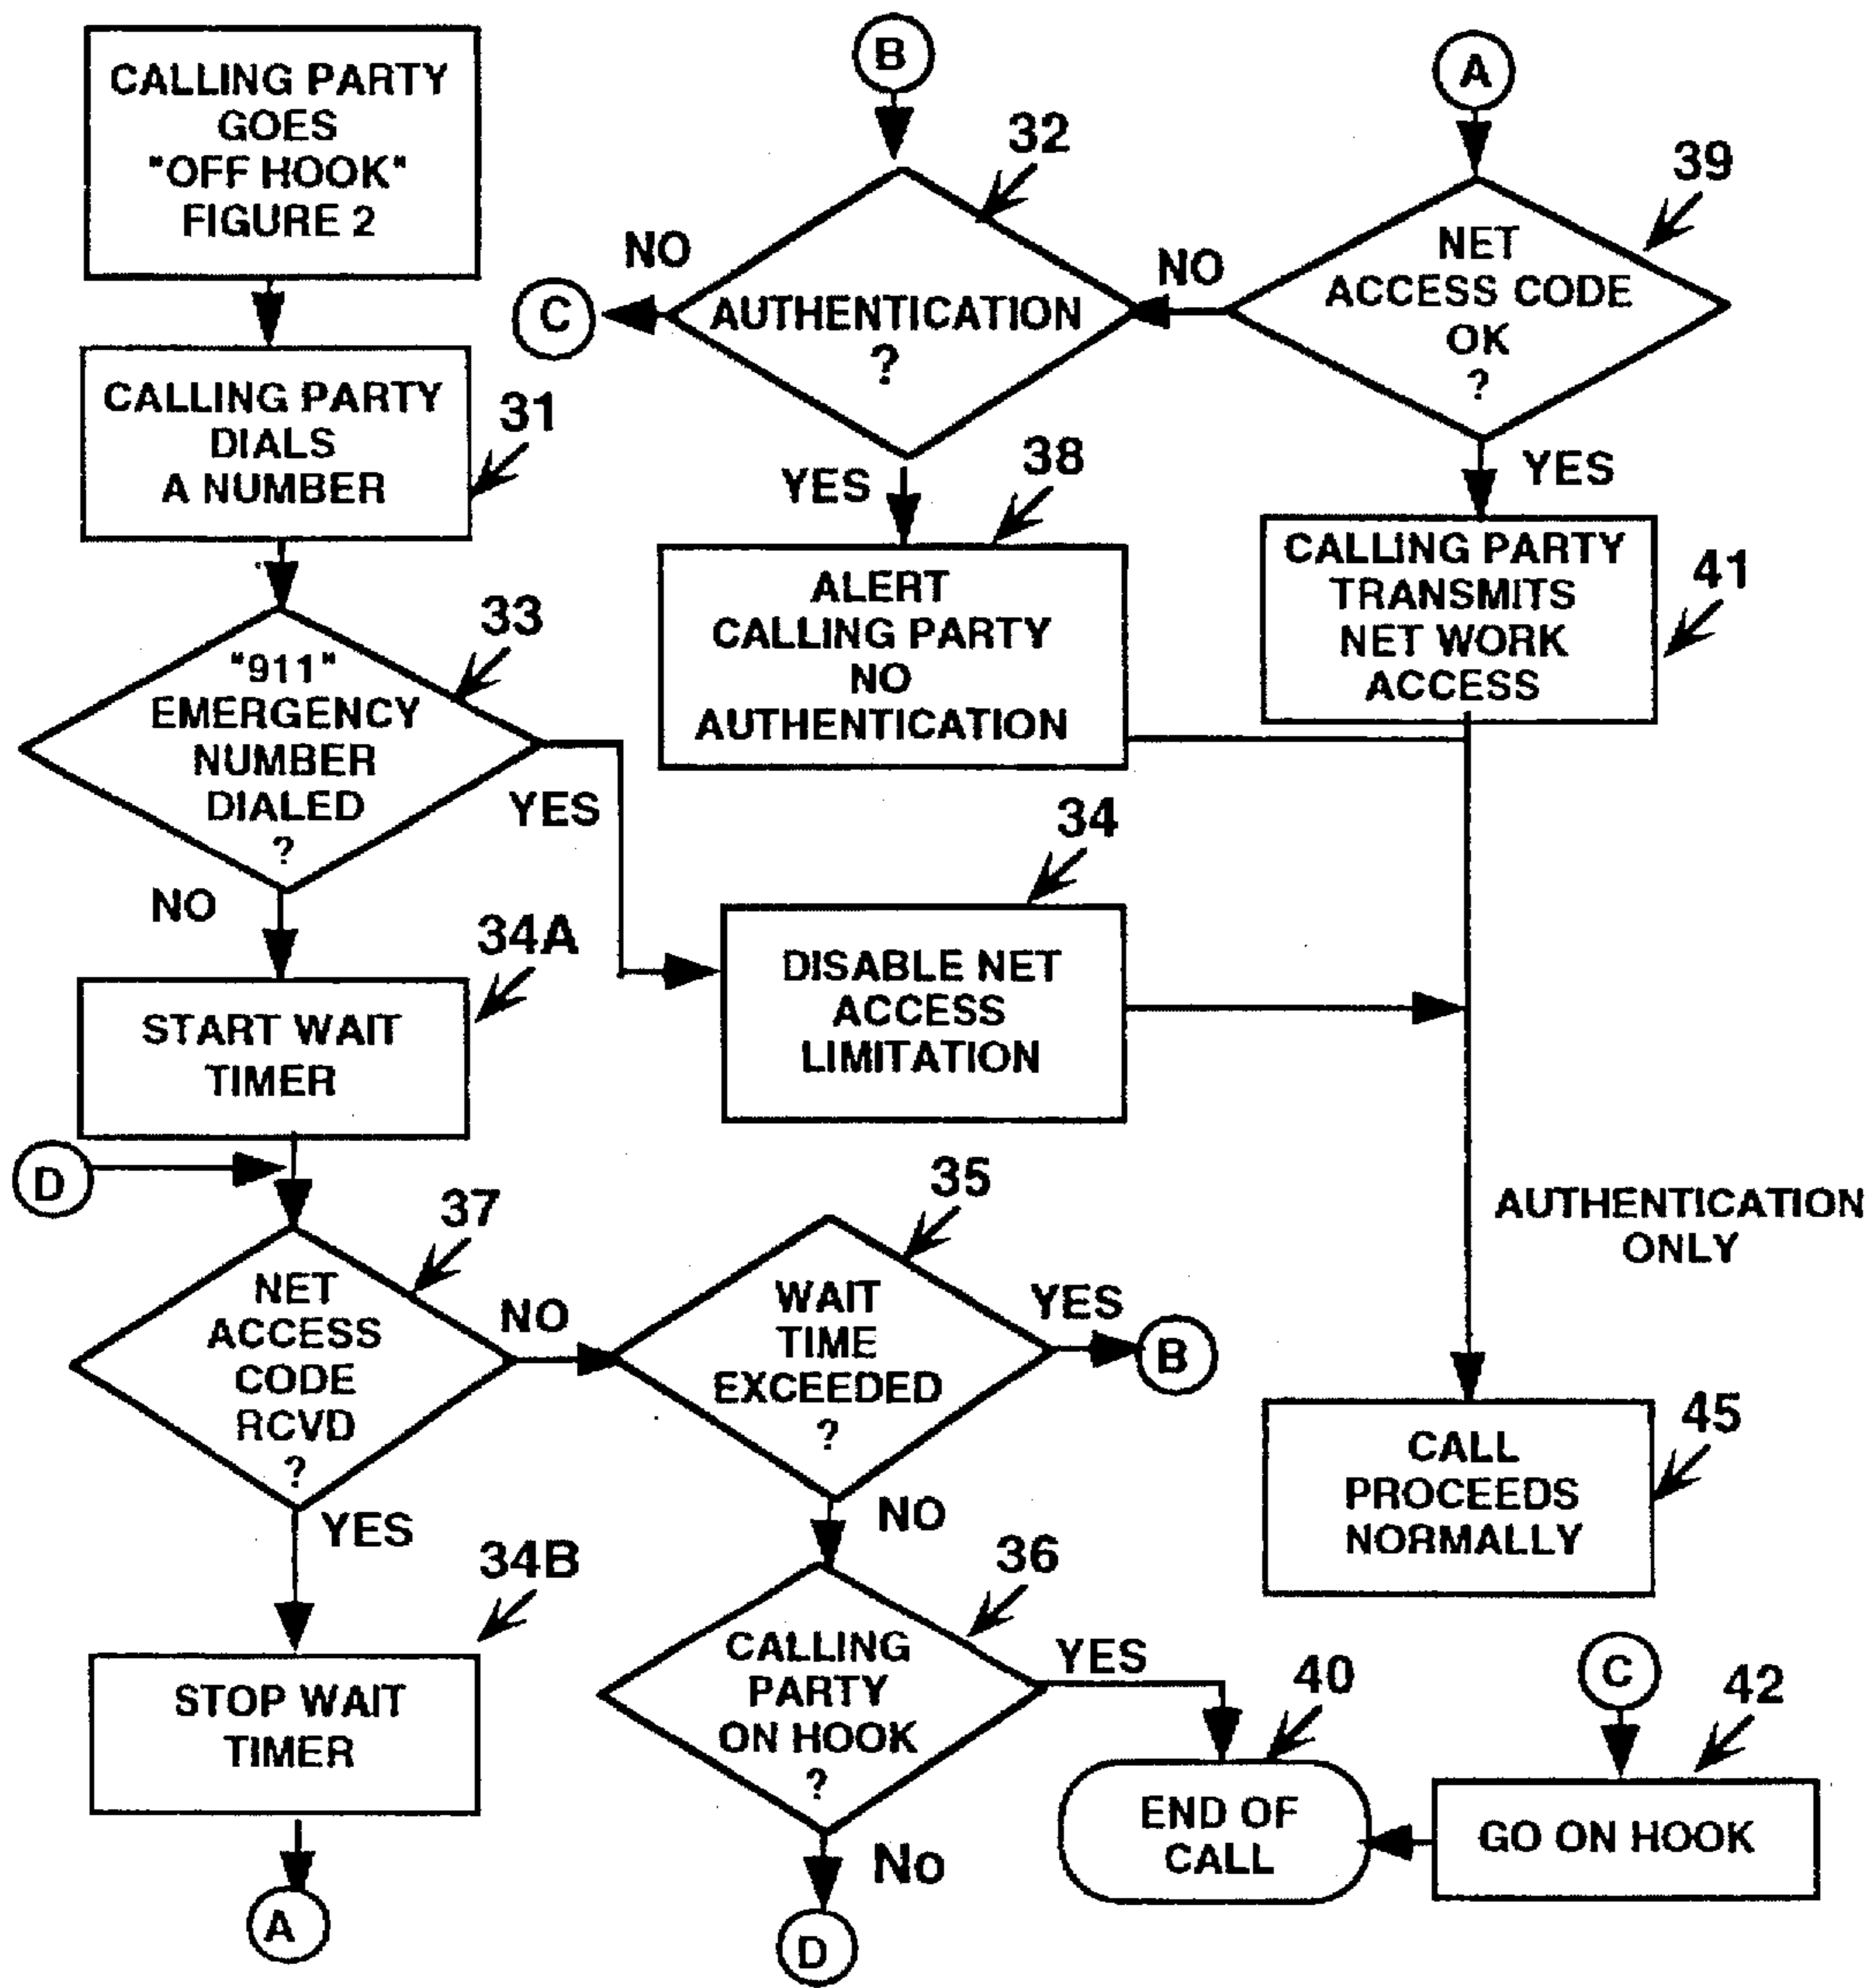 CALLING PARTY
GOES
"OFF HOOK"
FIGURE 2
CALLING PARTY
DIALS
A NUMBER
31
"911"
EMERGENCY
NUMBER
DIALED
?
33
YES
NO
34A
START WAIT
TIMER
D
37
NET
ACCESS
CODE
RCVD
?
NO
YES
34B
STOP WAIT
TIMER
A
B
32
NO
C
AUTHENTICATION
?
YES
38
ALERT
CALLING PARTY
NO
AUTHENTICATION
34
DISABLE NET
ACCESS
LIMITATION
35
WAIT
TIME
EXCEEDED
?
YES
B
NO
36
CALLING
PARTY
ON HOOK
?
YES
No
D
40
END OF
CALL
A
39
NET
ACCESS CODE
OK
?
NO
YES
41
CALLING PARTY
TRANSMITS
NET WORK
ACCESS
AUTHENTICATION
ONLY
45
CALL
PROCEEDS
NORMALLY
C
42
GO ON HOOK